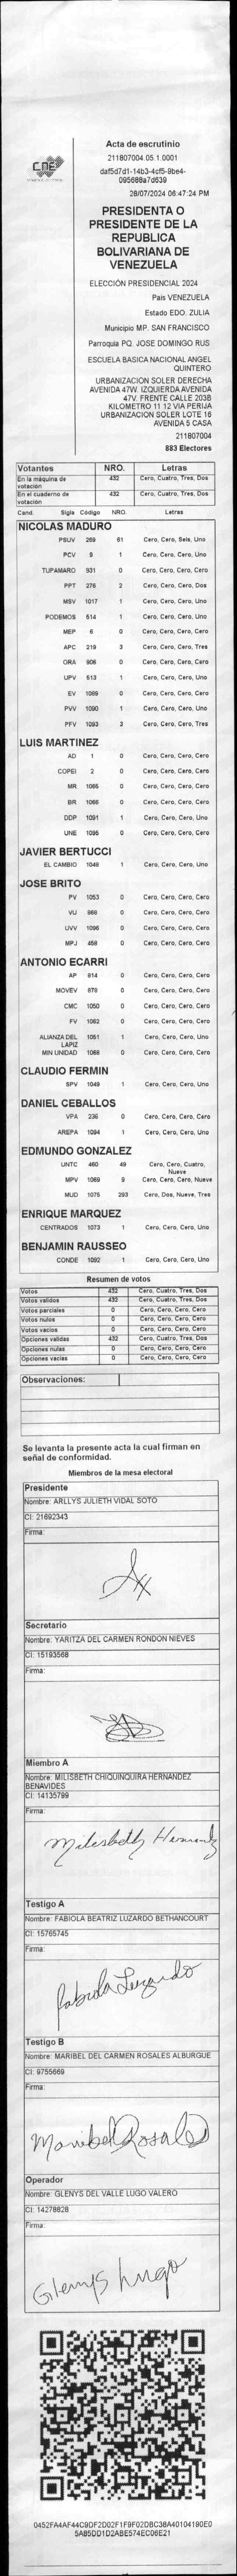 CNE
Acta de escrutinio
211807004.05.1.0001
daf5d7d1-14b3-4cf5-9be4-
095688a7d639
28/07/2024 06:47:24 PM
PRESIDENTA O
PRESIDENTE DE LA
REPUBLICA
BOLIVARIANA DE
VENEZUELA
ELECCIÓN PRESIDENCIAL 2024
País VENEZUELA
Estado EDO. ZULIA
Municipio MP. SAN FRANCISCO
Parroquia PQ. JOSE DOMINGO RUS
ESCUELA BASICA NACIONAL ANGEL
QUINTERO
URBANIZACION SOLER DERECHA
AVENIDA 47W. IZQUIERDA AVENIDA
47V. FRENTE CALLE 203B
KILOMETRO 11 12 VIA PERIJA
URBANIZACION SOLER LOTE 16
AVENIDA 5 CASA
211807004
883 Electores
Votantes NRO. Letras
En la máquina de votación 432 Cero, Cuatro, Tres, Dos
En el cuaderno de votación 432 Cero, Cuatro, Tres, Dos
Cand. Sigla Código NRO. Letras
NICOLAS MADURO
PSUV 269 61 Cero, Cero, Seis, Uno
PCV 9 1 Cero, Cero, Cero, Uno
TUPAMARO 931 0 Cero, Cero, Cero, Cero
PPT 276 2 Cero, Cero, Cero, Dos
MSV 1017 1 Cero, Cero, Cero, Uno
PODEMOS 514 1 Cero, Cero, Cero, Uno
MEP 6 0 Cero, Cero, Cero, Cero
APC 219 3 Cero, Cero, Cero, Tres
ORA 906 0 Cero, Cero, Cero, Cero
UPV 513 1 Cero, Cero, Cero, Uno
EV 1089 0 Cero, Cero, Cero, Cero
PVV 1090 1 Cero, Cero, Cero, Uno
PFV 1093 3 Cero, Cero, Cero, Tres
LUIS MARTINEZ
AD 1 0 Cero, Cero, Cero, Cero
COPEI 2 0 Cero, Cero, Cero, Cero
MR 1065 0 Cero, Cero, Cero, Cero
BR 1066 0 Cero, Cero, Cero, Cero
DDP 1091 1 Cero, Cero, Cero, Uno
UNE 1095 0 Cero, Cero, Cero, Cero
JAVIER BERTUCCI
EL CAMBIO 1048 1 Cero, Cero, Cero, Uno
JOSE BRITO
PV 1053 0 Cero, Cero, Cero, Cero
VU 868 0 Cero, Cero, Cero, Cero
UVV 1096 0 Cero, Cero, Cero, Cero
MPJ 458 0 Cero, Cero, Cero, Cero
ANTONIO ECARRI
AP 814 0 Cero, Cero, Cero, Cero
MOVEV 879 0 Cero, Cero, Cero, Cero
CMC 1050 0 Cero, Cero, Cero, Cero
FV 1062 0 Cero, Cero, Cero, Cero
ALIANZA DEL LAPIZ 1051 1 Cero, Cero, Cero, Uno
MIN UNIDAD 1068 0 Cero, Cero, Cero, Cero
CLAUDIO FERMIN
SPV 1049 1 Cero, Cero, Cero, Uno
DANIEL CEBALLOS
VPA 236 0 Cero, Cero, Cero, Cero
AREPA 1094 1 Cero, Cero, Cero, Uno
EDMUNDO GONZALEZ
UNTC 460 49 Cero, Cero, Cuatro, Nueve
MPV 1069 9 Cero, Cero, Cero, Nueve
MUD 1075 293 Cero, Dos, Nueve, Tres
ENRIQUE MARQUEZ
CENTRADOS 1073 1 Cero, Cero, Cero, Uno
BENJAMIN RAUSSEO
CONDE 1092 1 Cero, Cero, Cero, Uno
Resumen de votos
Votos 432 Cero, Cuatro, Tres, Dos
Votos validos 432 Cero, Cuatro, Tres, Dos
Votos parciales 0 Cero, Cero, Cero, Cero
Votos nulos 0 Cero, Cero, Cero, Cero
Votos vacios 0 Cero, Cero, Cero, Cero
Opciones validas 432 Cero, Cuatro, Tres, Dos
Opciones nulas 0 Cero, Cero, Cero, Cero
Opciones vacias 0 Cero, Cero, Cero, Cero
Observaciones:
Se levanta la presente acta la cual firman en
señal de conformidad.
Miembros de la mesa electoral
Presidente
Nombre: ARLLYS JULIETH VIDAL SOTO
CI: 21692343
Firma:
Secretario
Nombre: YARITZA DEL CARMEN RONDON NIEVES
CI: 15193568
Firma:
Miembro A
Nombre: MILISBETH CHIQUINQUIRA HERNANDEZ
BENAVIDES
CI: 14135799
Firma:
Testigo A
Nombre: FABIOLA BEATRIZ LUZARDO BETHANCOURT
CI: 15765745
Firma:
Fabiola Luzardo
Testigo B
Nombre: MARIBEL DEL CARMEN ROSALES ALBURGUE
CI: 9755669
Firma:
Maribel Rosales
Operador
Nombre: GLENYS DEL VALLE LUGO VALERO
CI: 14278828
Firma:
Glenys Lugo
0452FA4AF44C9DF2D02F1F9F02DBC38A40104190E0
5A85DD1D2ABE574EC06E21